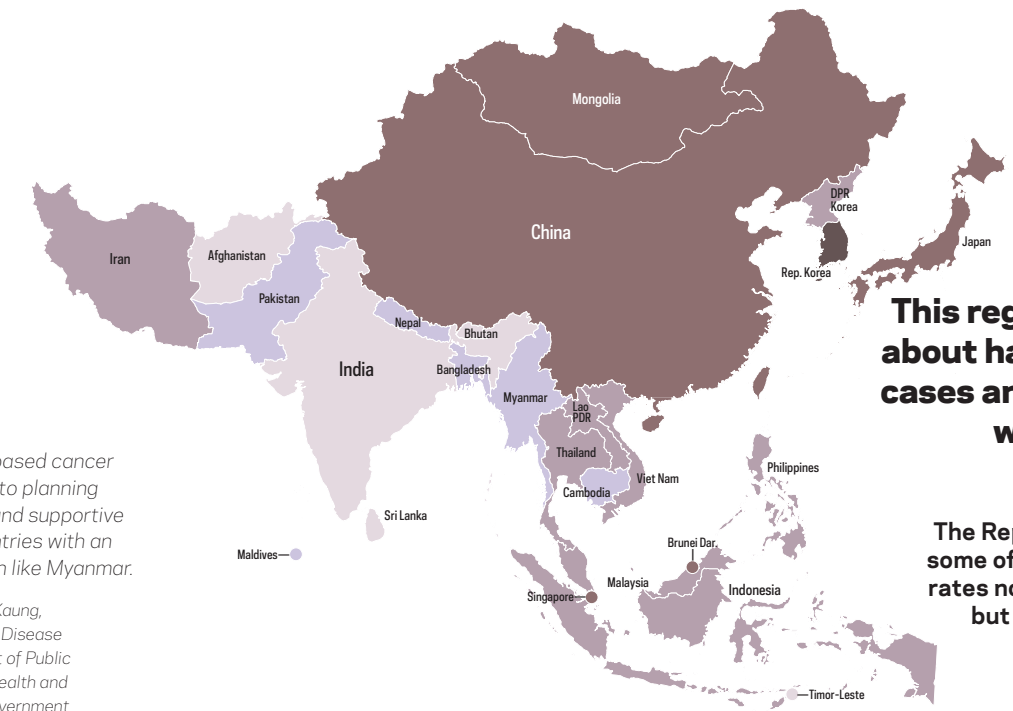 Mongolia
China
DPR
Korea
Rep. Korea
Japan
Iran
Afghanistan
Pakistan
Nepal
Bhutan
India
Bangladesh
Myanmar
Lao
PDR
Thailand
Viet Nam
Cambodia
Philippines
Sri Lanka
Maldives
Brunei Dar.
Malaysia
Singapore
Indonesia
Timor-Leste
This reg
about ha
cases ar
w
The Rep
some of
rates no
but
based cancer
to planning
nd supportive
ntries with an
n like Myanmar.
Kaung,
Disease
t of Public
ealth and
vernment